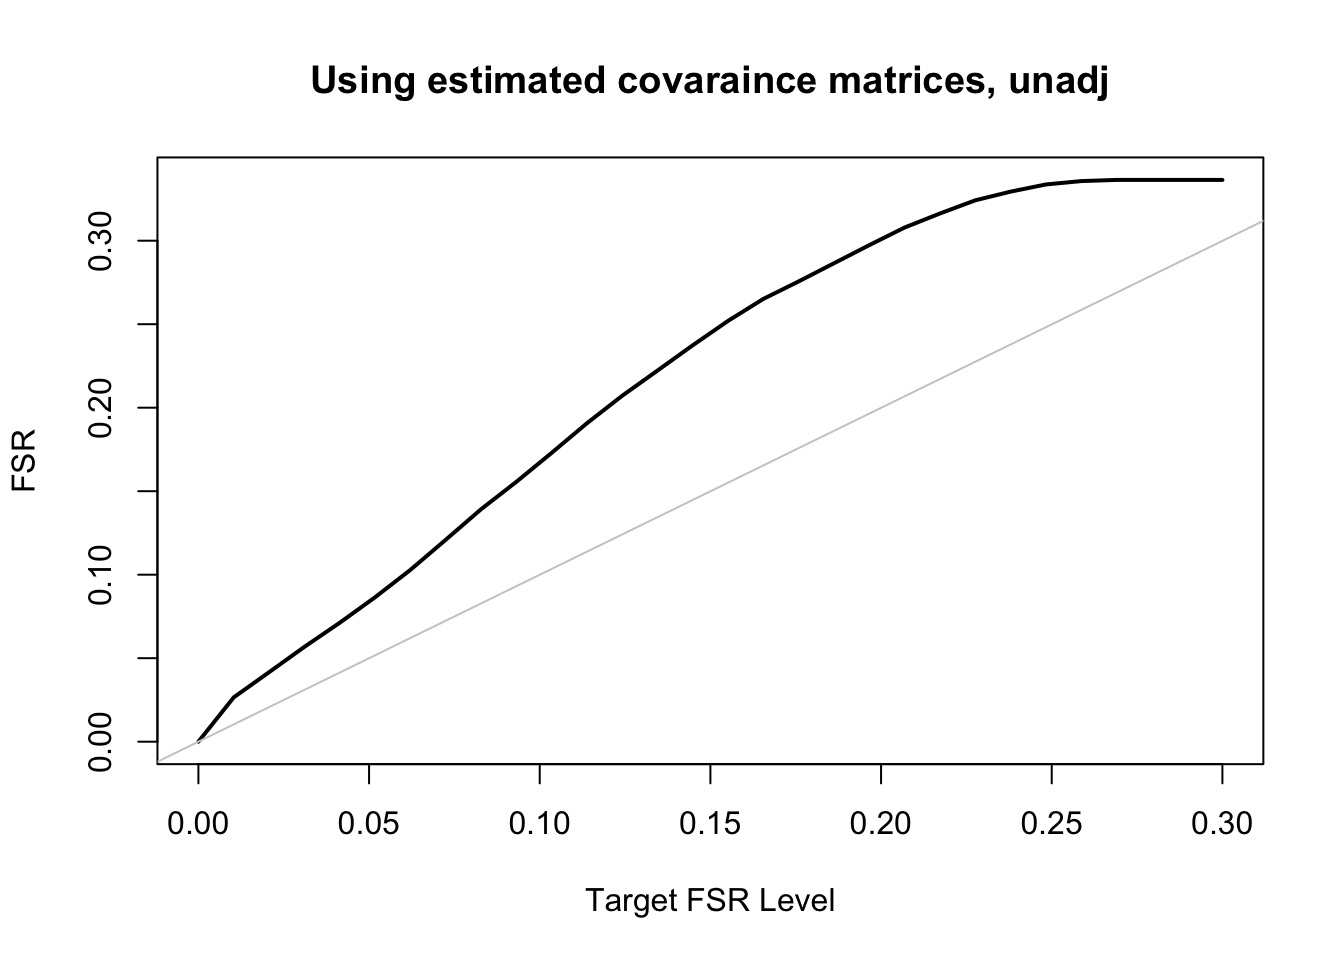 Using estimated covaraince matrices, unadj
0.30
0.20
FSR
0.10
0.00
0.00 0.05 0.10 0.15 0.20 0.25 0.30
Target FSR Level